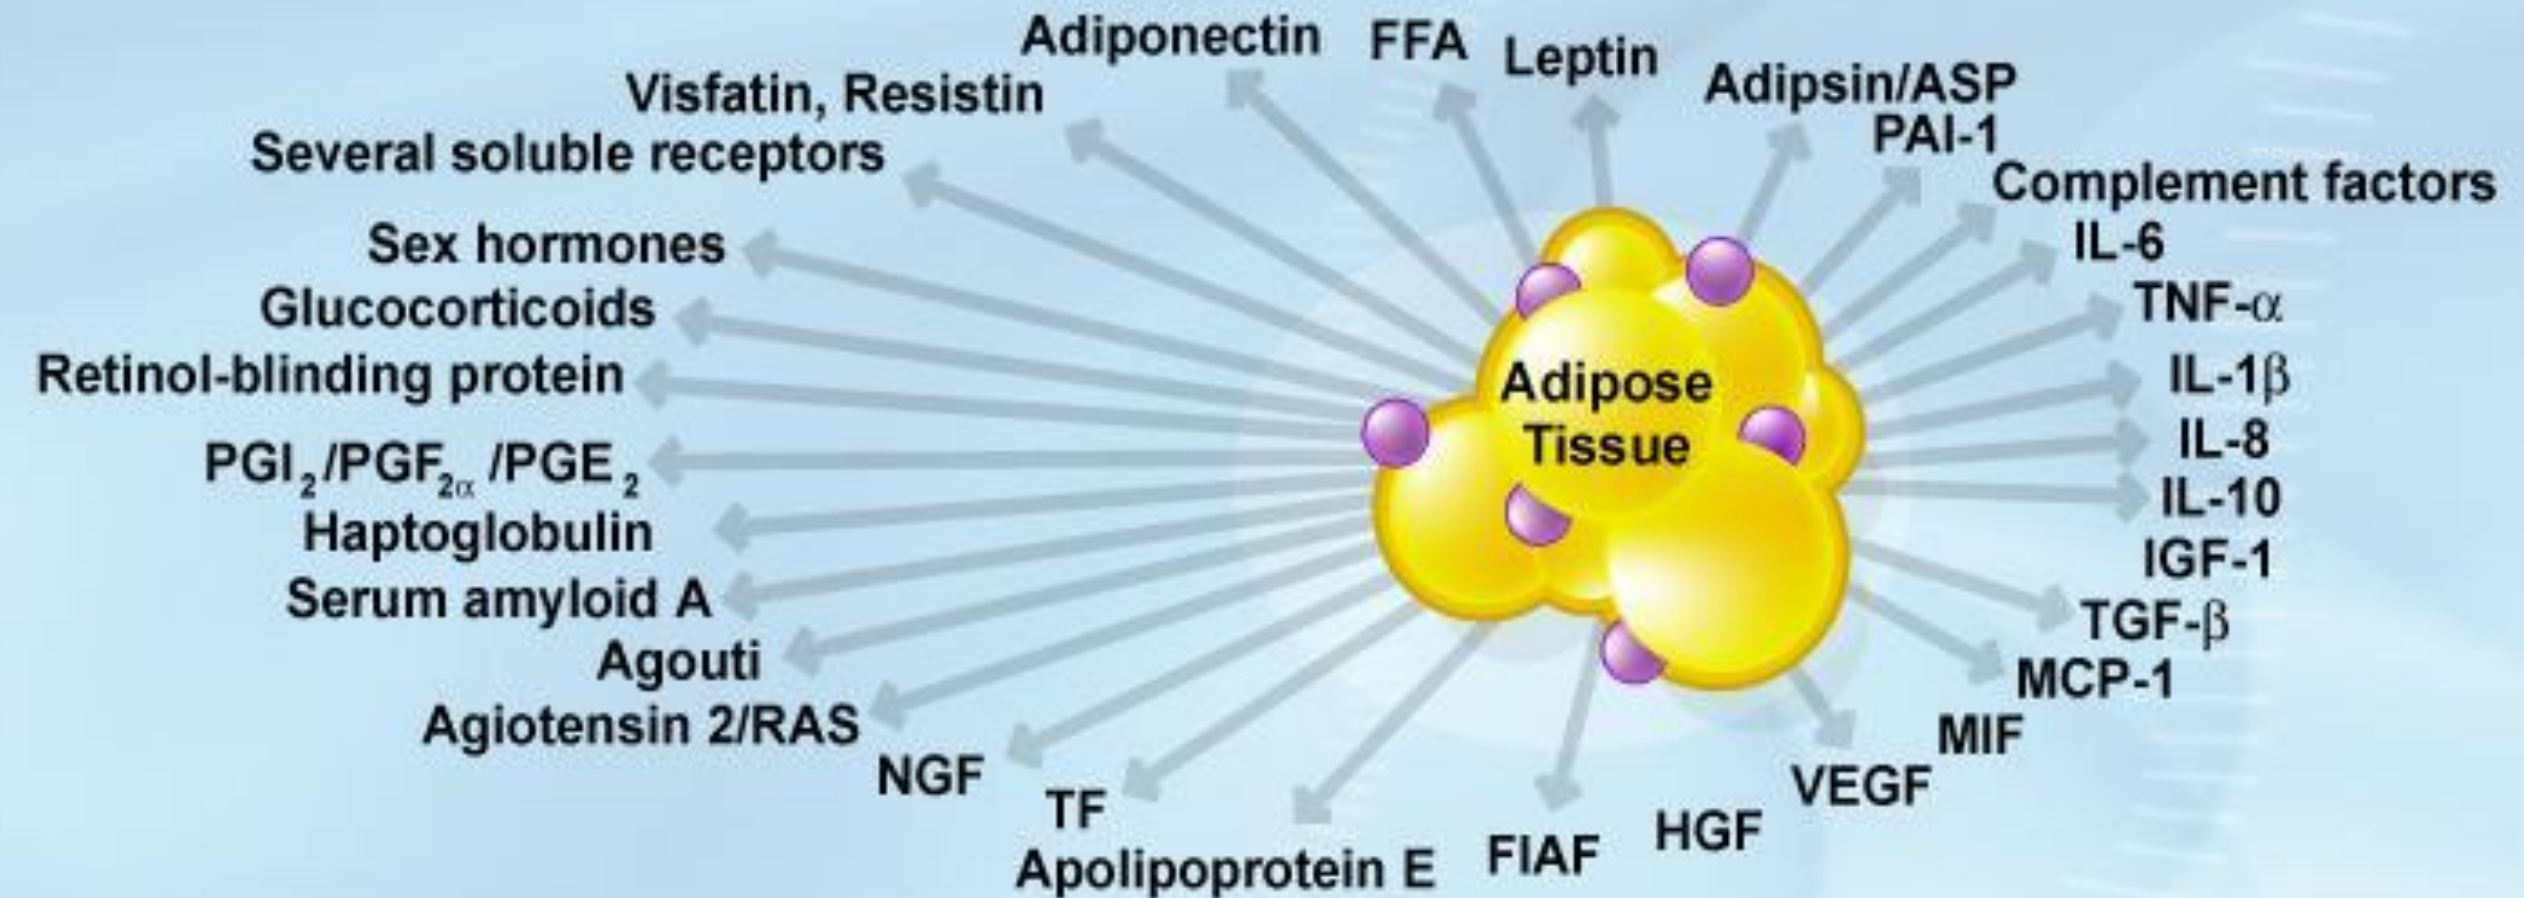 Adiponectin
FFA
Leptin
Visfatin, Resistin
Adipsin/ASP
Several soluble receptors
PAI-1
Complement factors
Sex hormones
IL-6
Glucocorticoids
TNF-α
Retinol-blinding protein
Adipose
Tissue
IL-1β
PGI₂/PGF₂α /PGE₂
IL-8
IL-10
Haptoglobulin
IGF-1
Serum amyloid A
TGF-β
Agouti
MCP-1
Agiotensin 2/RAS
MIF
NGF
VEGF
TF
HGF
Apolipoprotein E
FIAF